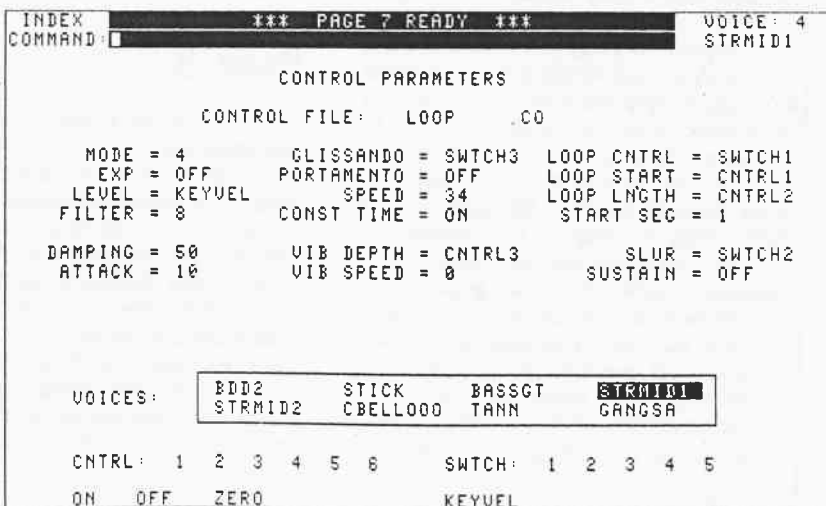 INDEX *** PAGE 7 READY *** VOICE: 4
COMMAND: STRMID1
CONTROL PARAMETERS
CONTROL FILE: LOOP .CO
MODE = 4 GLISSANDO = SWTCH3 LOOP CNTRL = SWTCH1
EXP = OFF PORTAMENTO = OFF LOOP START = CNTRL1
LEVEL = KEYVEL SPEED = 34 LOOP LNGTH = CNTRL2
FILTER = 8 CONST TIME = ON START SEG = 1
DAMPING = 50 VIB DEPTH = CNTRL3 SLUR = SWTCH2
ATTACK = 10 VIB SPEED = 0 SUSTAIN = OFF
VOICES: BDD2 STICK BASSGT STRMID1
STRMID2 CBELLOOO TANN GANGSA
CNTRL: 1 2 3 4 5 6 SWTCH: 1 2 3 4 5
ON OFF ZERO KEYVEL